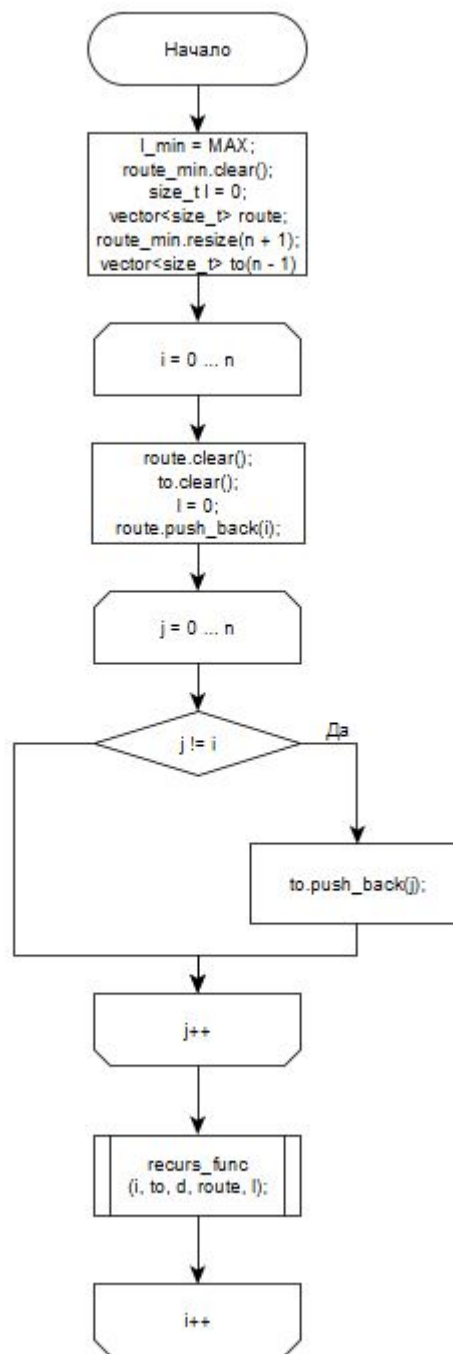 Начало
l_min = MAX;
route_min.clear();
size_t l = 0;
vector<size_t> route;
route_min.resize(n + 1);
vector<size_t> to(n - 1)
i = 0 ... n
route.clear();
to.clear();
l = 0;
route.push_back(i);
j = 0 ... n
j != i
Да
to.push_back(j);
j++
recurs_func
(i, to, d, route, l);
i++